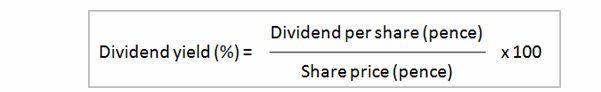 Dividend per share (pence)
Dividend yield (%) = x 100
Share price (pence)